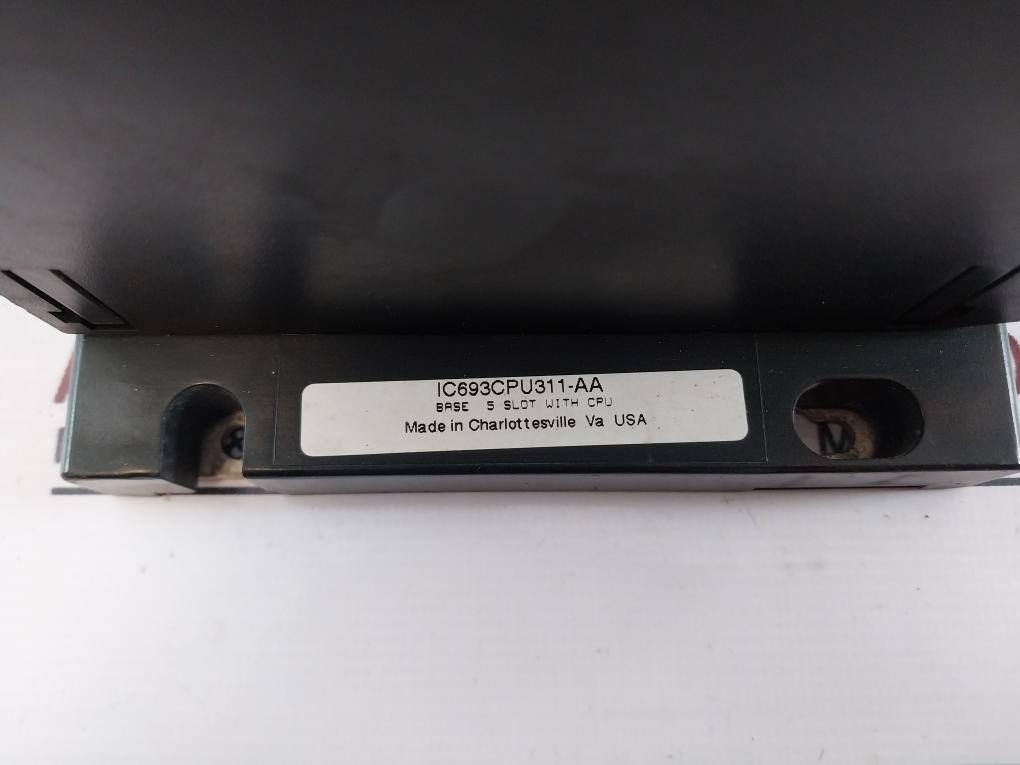 IC693CPU311-AA
BASE 5 SLOT WITH CPU
Made in Charlottesville Va USA